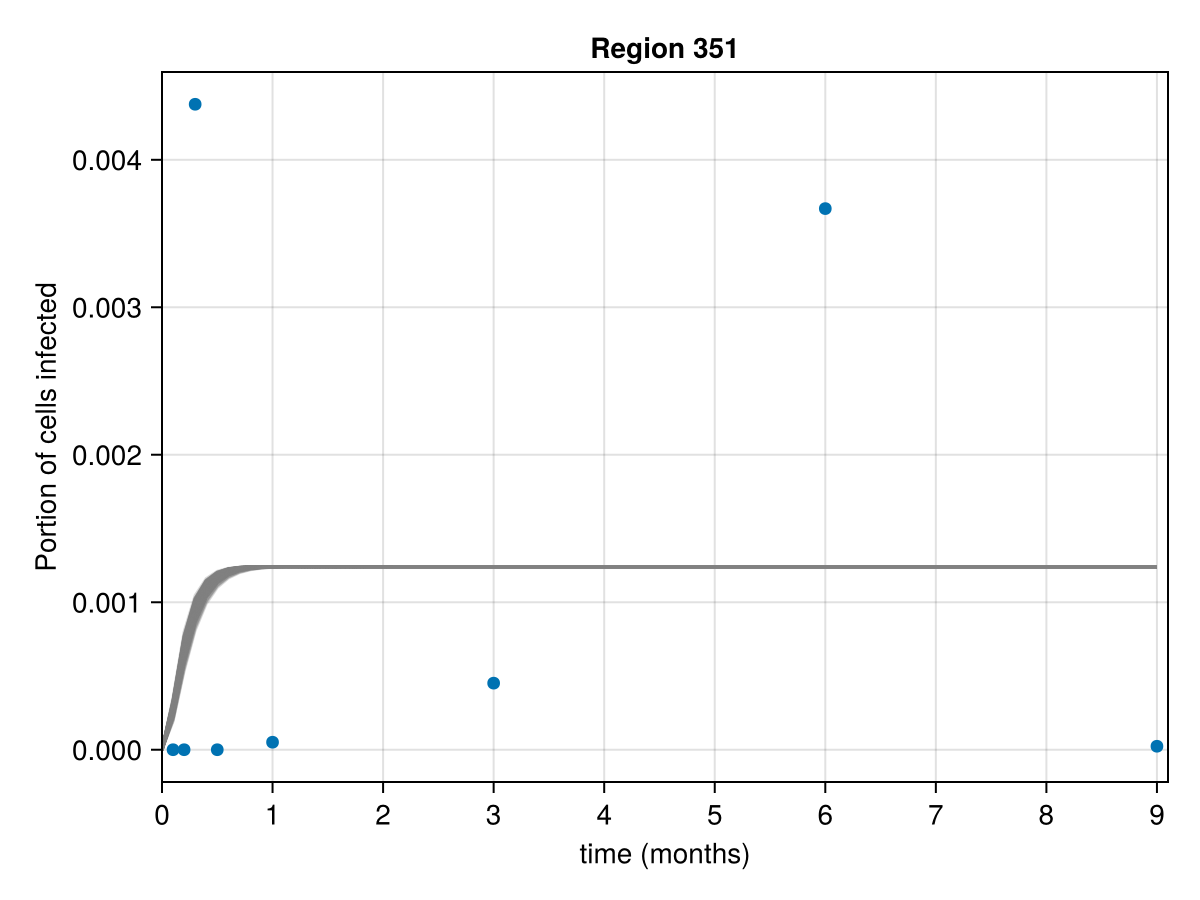 Region 351
Portion of cells infected
0.004
0.003
0.002
0.001
0.000
0 1 2 3 4 5 6 7 8 9
time (months)